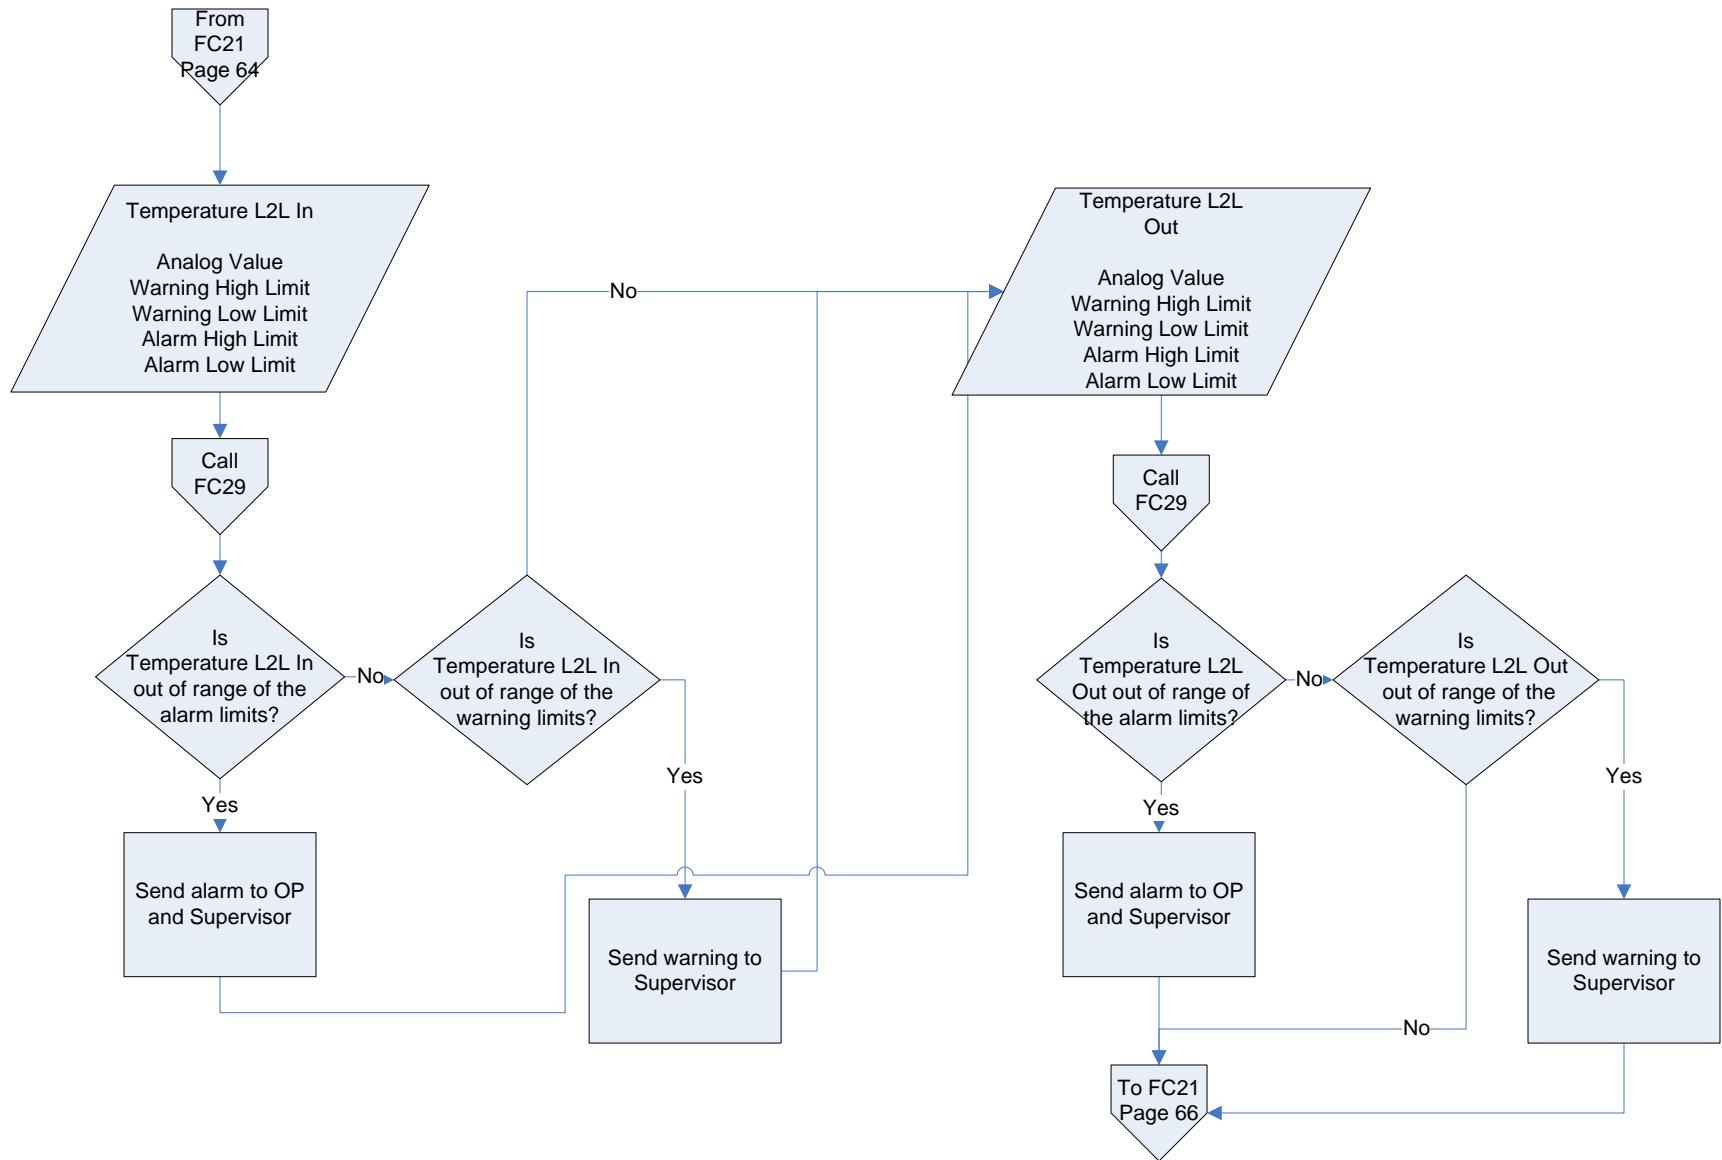 From
FC21
Page 64
Temperature L2L In
Analog Value
Warning High Limit
Warning Low Limit
Alarm High Limit
Alarm Low Limit
Call
FC29
Is
Temperature L2L In
out of range of the
alarm limits?
No
Is
Temperature L2L In
out of range of the
warning limits?
No
Yes
Yes
Send alarm to OP
and Supervisor
Send warning to
Supervisor
Temperature L2L
Out
Analog Value
Warning High Limit
Warning Low Limit
Alarm High Limit
Alarm Low Limit
Call
FC29
Is
Temperature L2L
Out out of range of
the alarm limits?
No
Is
Temperature L2L Out
out of range of the
warning limits?
Yes
Yes
Send alarm to OP
and Supervisor
Send warning to
Supervisor
No
To FC21
Page 66